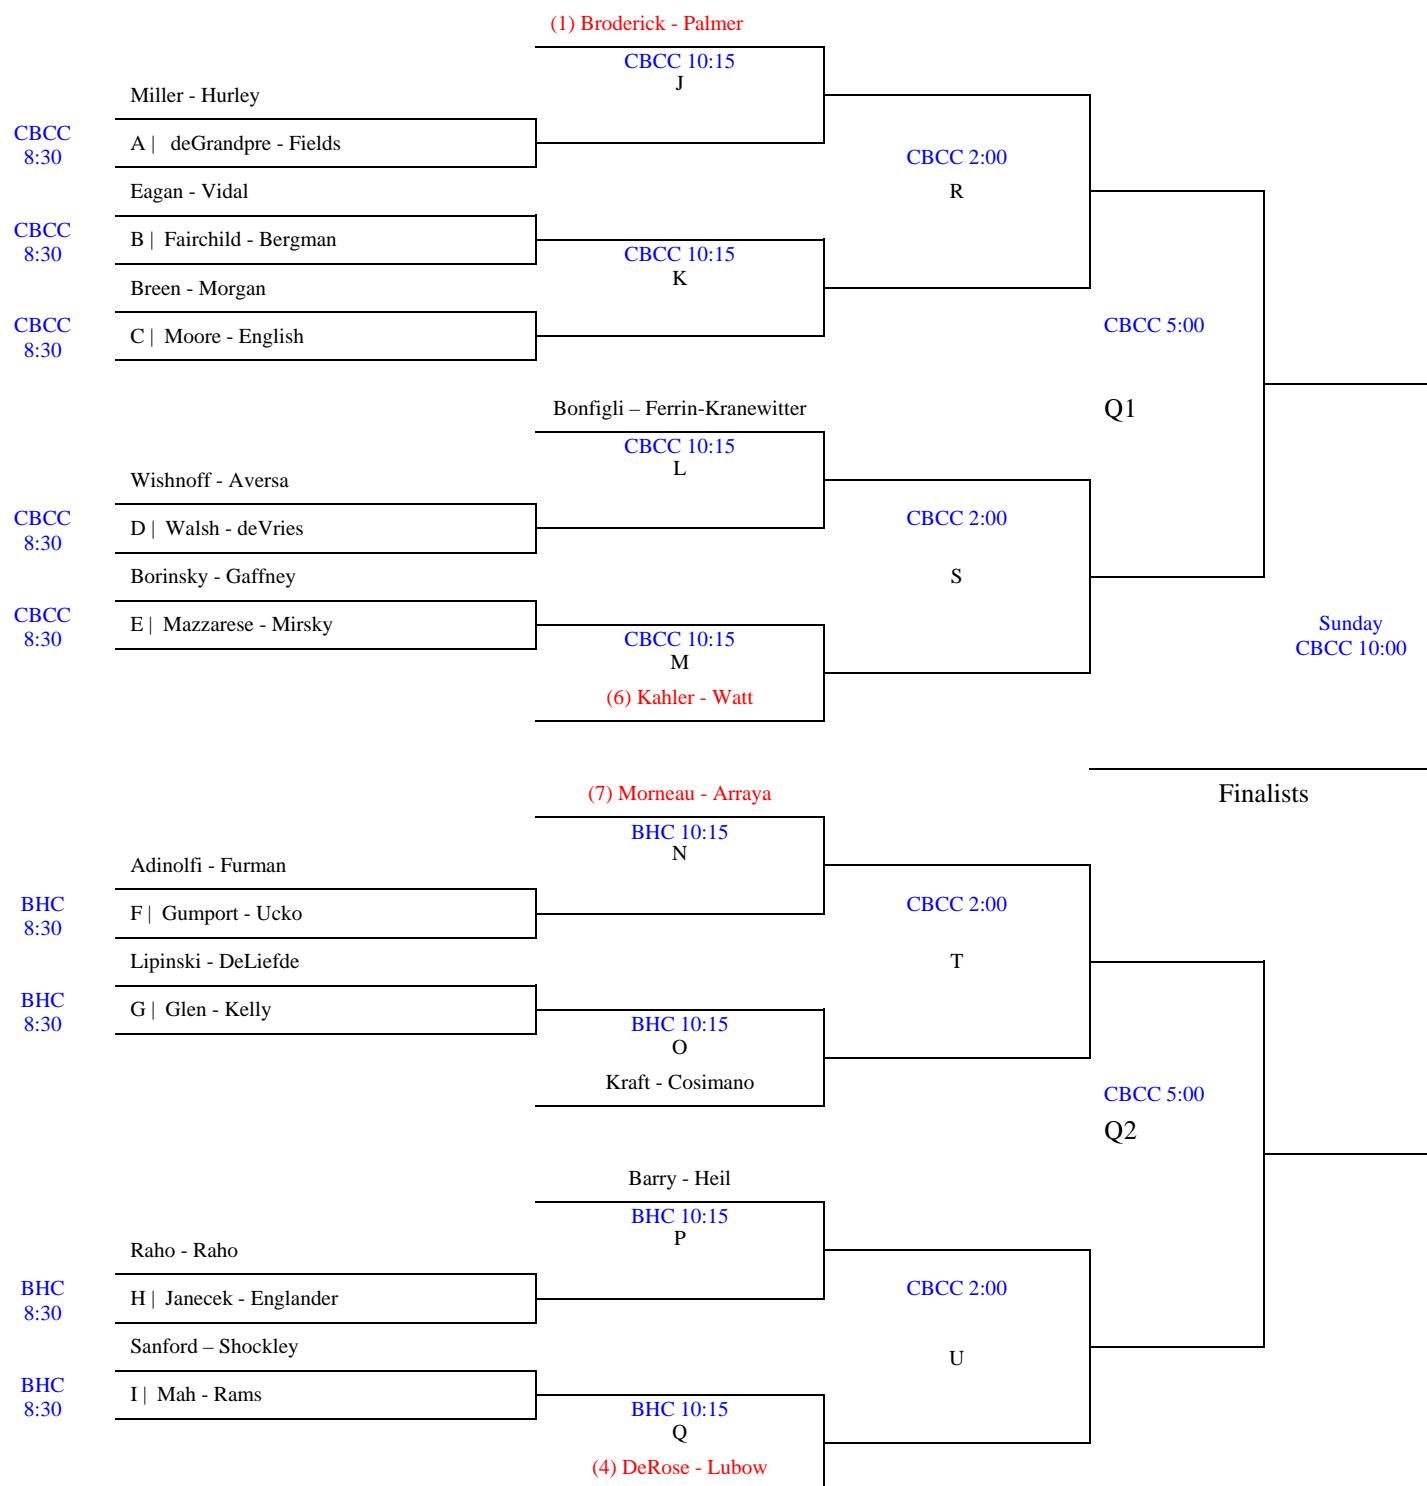 (1) Broderick - Palmer
CBCC 10:15
J
Miller - Hurley
CBCC
8:30
A | deGrandpre - Fields
CBCC 2:00
R
Eagan - Vidal
CBCC
8:30
B | Fairchild - Bergman
CBCC 10:15
K
Breen - Morgan
CBCC
8:30
C | Moore - English
CBCC 5:00
Q1
Bonfigli – Ferrin-Kranewitter
CBCC 10:15
L
Wishnoff - Aversa
CBCC
8:30
D | Walsh - deVries
CBCC 2:00
S
Borinsky - Gaffney
CBCC
8:30
E | Mazzarese - Mirsky
CBCC 10:15
M
(6) Kahler - Watt
Sunday
CBCC 10:00
Finalists
(7) Morneau - Arraya
BHC 10:15
N
Adinolfi - Furman
BHC
8:30
F | Gumport - Ucko
CBCC 2:00
T
Lipinski - DeLiefde
BHC
8:30
G | Glen - Kelly
BHC 10:15
O
Kraft - Cosimano
CBCC 5:00
Q2
Barry - Heil
BHC 10:15
P
Raho - Raho
BHC
8:30
H | Janecek - Englander
CBCC 2:00
U
Sanford – Shockley
BHC
8:30
I | Mah - Rams
BHC 10:15
Q
(4) DeRose - Lubow